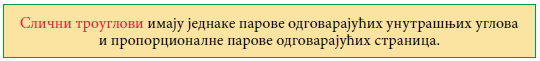 Слични троуглови имају једнаке парове одговарајућих унутрашњих углова
и пропорционалне парове одговарајућих страница.